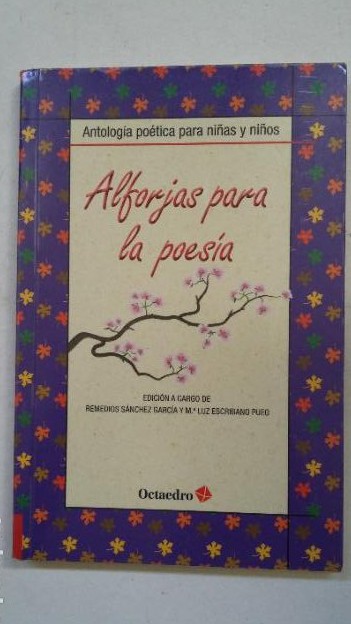 Antología poética para niñas y niños
Alforjas para
la poesía
EDICIÓN A CARGO DE
REMEDIOS SÁNCHEZ GARCÍA Y M.ª LUZ ESCRIBANO PUEO
Octaedro